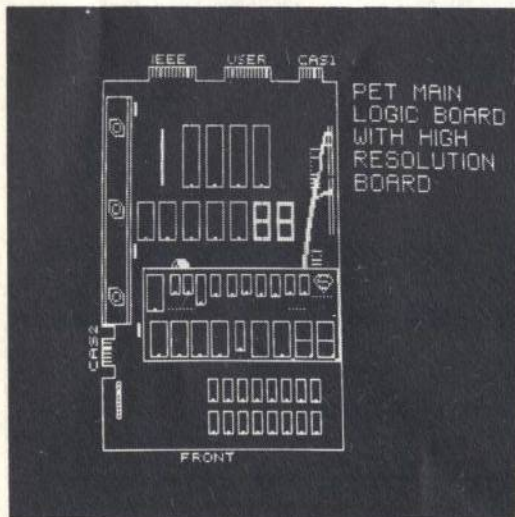 IEEE USER CAS1
PET MAIN
LOGIC BOARD
WITH HIGH
RESOLUTION
BOARD
CAS2
FRONT